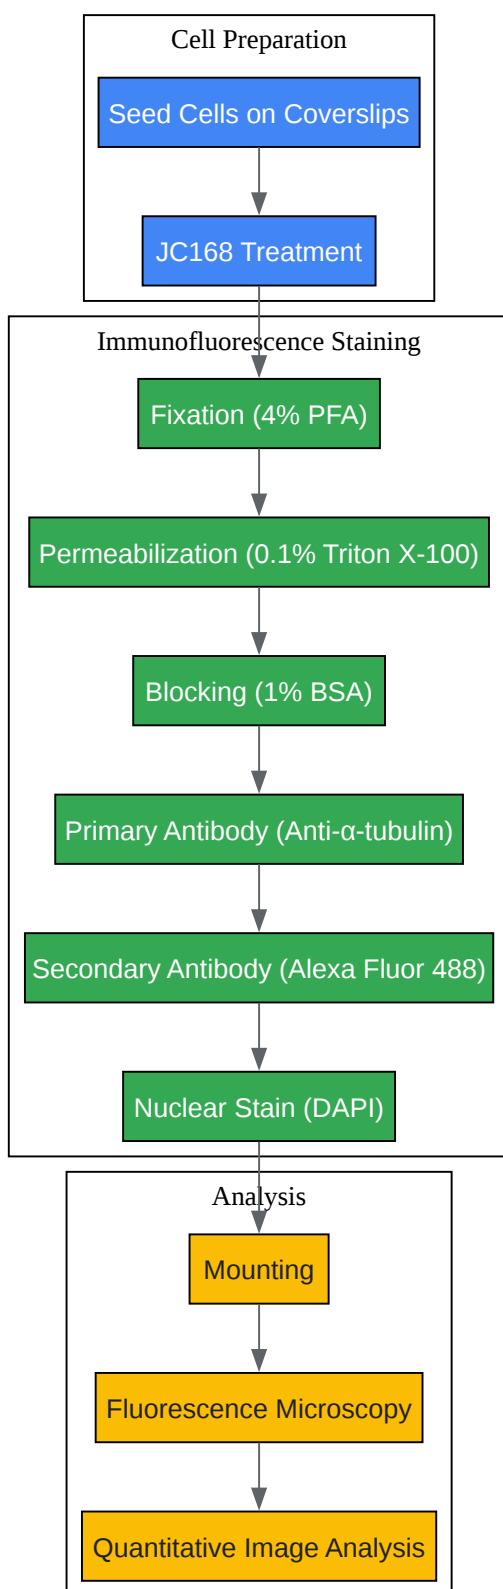 Cell Preparation
Seed Cells on Coverslips
JC168 Treatment
Immunofluorescence Staining
Fixation (4% PFA)
Permeabilization (0.1% Triton X-100)
Blocking (1% BSA)
Primary Antibody (Anti-α-tubulin)
Secondary Antibody (Alexa Fluor 488)
Nuclear Stain (DAPI)
Analysis
Mounting
Fluorescence Microscopy
Quantitative Image Analysis